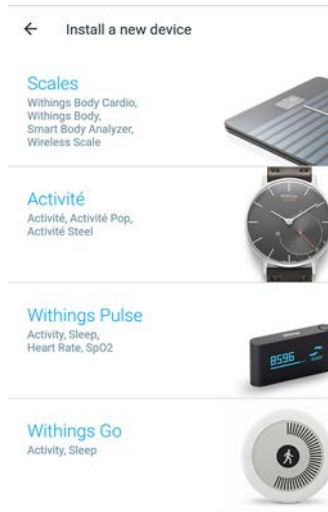 Install a new device
Scales
Withings Body Cardio,
Withings Body,
Smart Body Analyzer,
Wireless Scale
Activité
Activité, Activité Pop,
Activité Steel
Withings Pulse
Activity, Sleep,
Heart Rate, SpO2
8596
Withings Go
Activity, Sleep